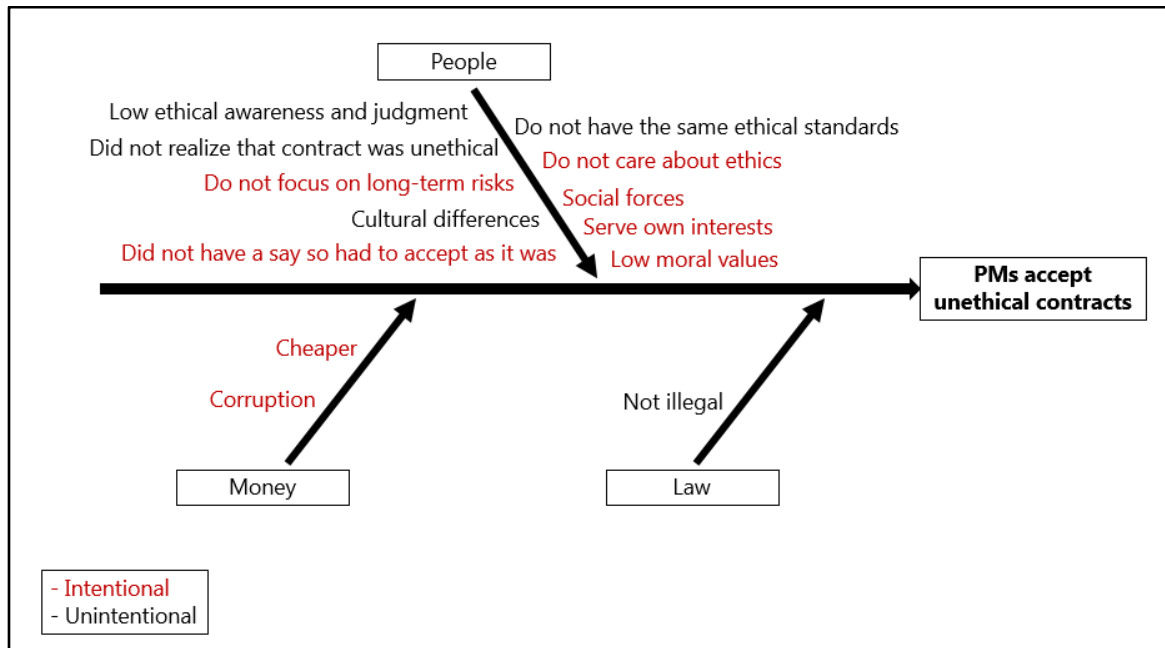 People
Low ethical awareness and judgment
Did not realize that contract was unethical
Do not focus on long-term risks
Cultural differences
Did not have a say so had to accept as it was
Do not have the same ethical standards
Do not care about ethics
Social forces
Serve own interests
Low moral values
PMs accept
unethical contracts
Cheaper
Corruption
Money
Not illegal
Law
- Intentional
- Unintentional